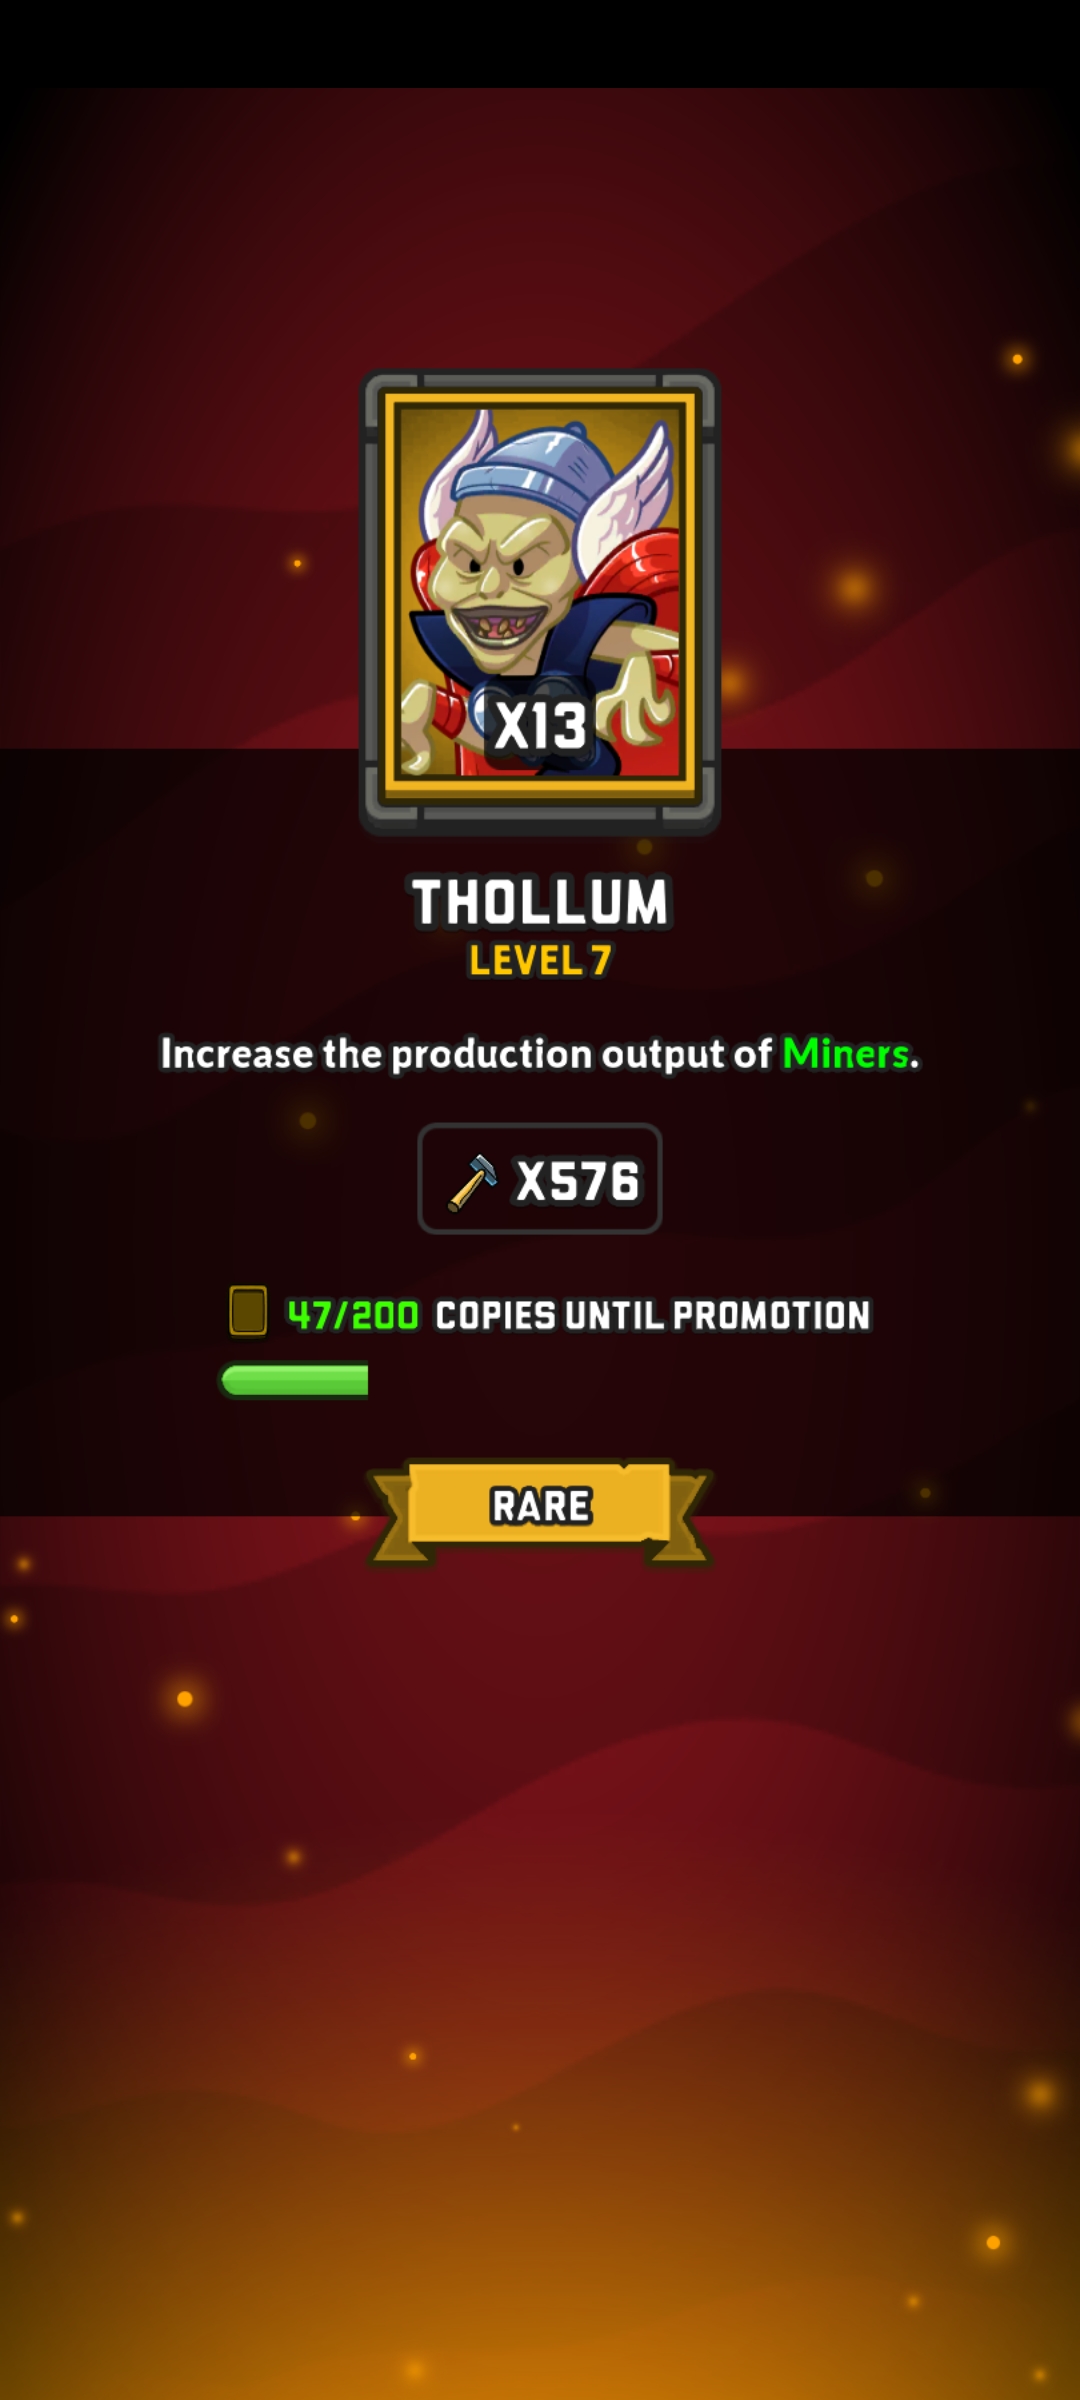 X13
THOLLUM
LEVEL 7
Increase the production output of Miners.
X576
47/200 COPIES UNTIL PROMOTION
RARE